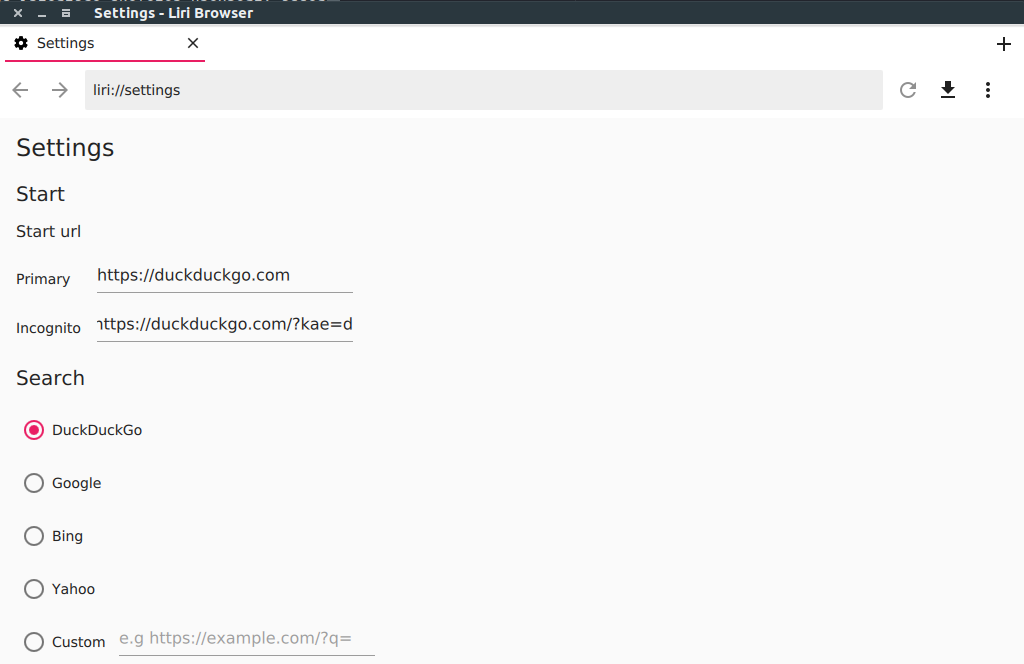 Settings - Liri Browser
Settings
liri://settings
Settings
Start
Start url
Primary https://duckduckgo.com
Incognito https://duckduckgo.com/?kae=d
Search
DuckDuckGo
Google
Bing
Yahoo
Custom e.g https://example.com/?q=